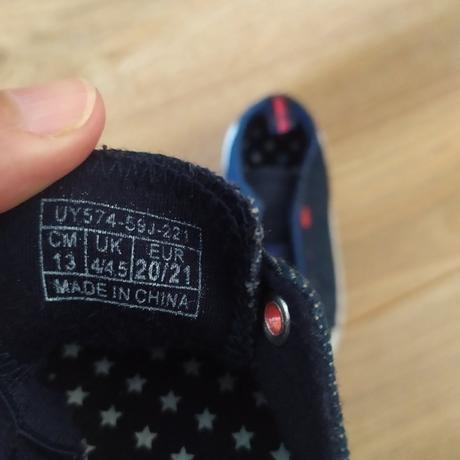 UY574-59J-221
CM UK EUR
13 4/4.5 20/21
MADE IN CHINA